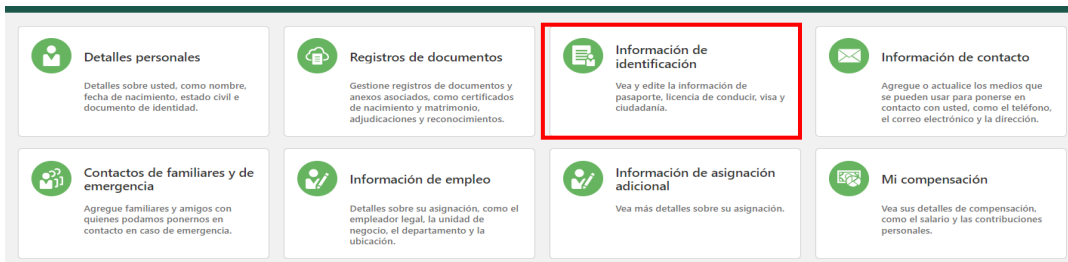 Detalles personales
Detalles sobre usted, como nombre,
fecha de nacimiento, estado civil e
documento de identidad.
Registros de documentos
Gestione registros de documentos y
anexos asociados, como certificados
de nacimiento y matrimonio,
adjudicaciones y reconocimientos.
Información de
identificación
Vea y edite la información de
pasaporte, licencia de conducir, visa y
ciudadanía.
Información de contacto
Agregue o actualice los medios que
se pueden usar para ponerse en
contacto con usted, como el teléfono,
el correo electrónico y la dirección.
Contactos de familiares y de
emergencia
Agregue familiares y amigos con
quienes podamos ponernos en
contacto en caso de emergencia.
Información de empleo
Detalles sobre su asignación, como el
empleador legal, la unidad de
negocio, el departamento y la
ubicación.
Información de asignación
adicional
Vea más detalles sobre su asignación.
Mi compensación
Vea sus detalles de compensación,
como el salario y las contribuciones
personales.